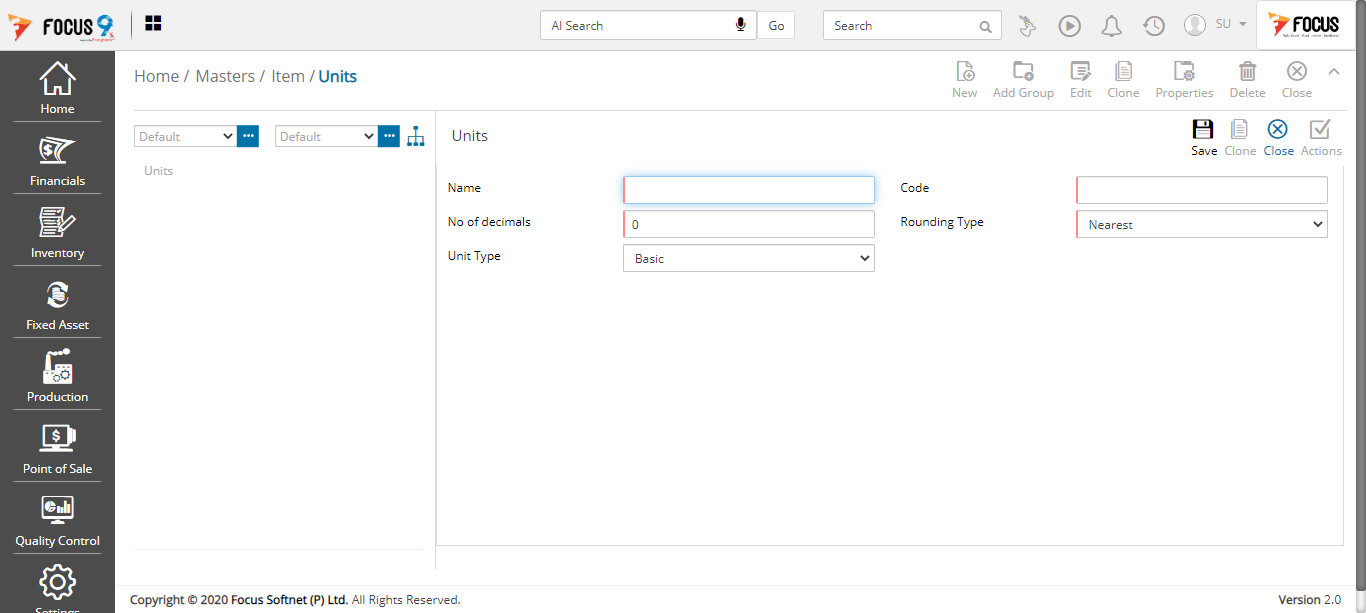 FOCUS 9
AI Search
Go
Search
SU
FOCUS
Home / Masters / Item / Units
New
Add Group
Edit
Clone
Properties
Delete
Close
Home
Financials
Inventory
Fixed Asset
Production
Point of Sale
Quality Control
Settings
Default
Default
Units
Units
Save
Clone
Close
Actions
Name
Code
No of decimals
0
Rounding Type
Nearest
Unit Type
Basic
Copyright © 2020 Focus Softnet (P) Ltd. All Rights Reserved.
Version 2.0